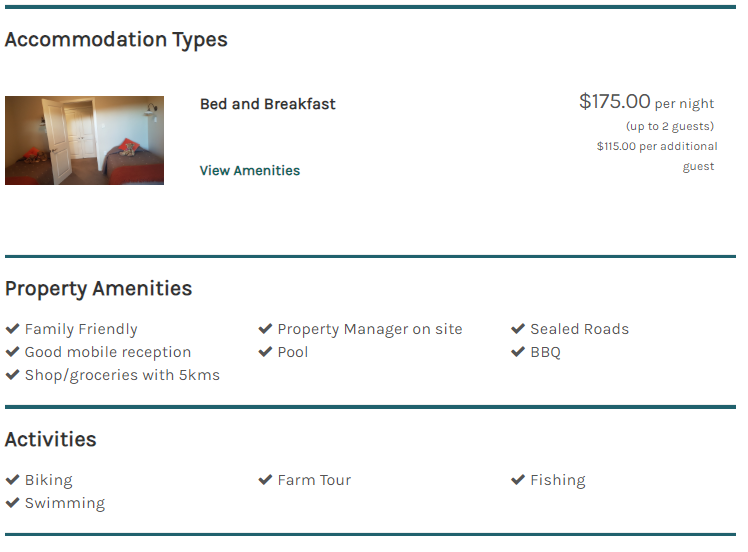 Accommodation Types
Bed and Breakfast
$175.00 per night
(up to 2 guests)
$115.00 per additional
guest
View Amenities
Property Amenities
Family Friendly
Property Manager on site
Sealed Roads
Good mobile reception
Pool
BBQ
Shop/groceries with 5kms
Activities
Biking
Farm Tour
Fishing
Swimming